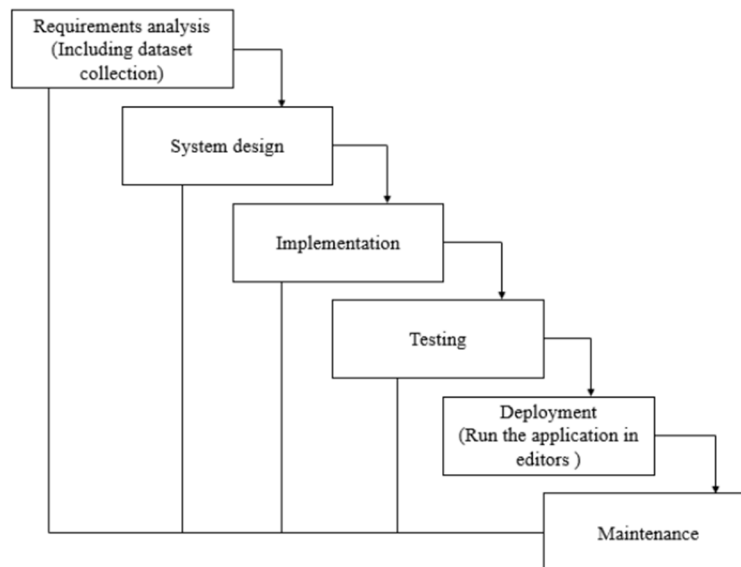 Requirements analysis
(Including dataset
collection)
System design
Implementation
Testing
Deployment
(Run the application in
editors )
Maintenance